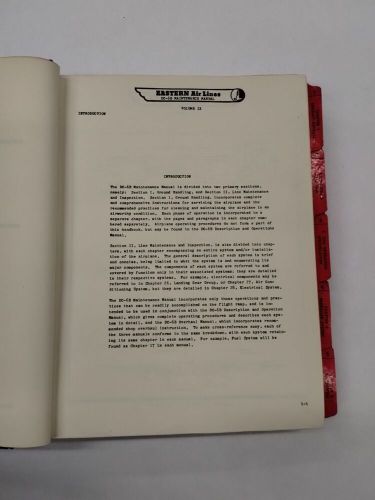 EASTERN Air Lines
DC-6B MAINTENANCE MANUAL
VOLUME II
INTRODUCTION
INTRODUCTION
The DC-6B Maintenance Manual is divided into two primary sections,
namely: Section I, Ground Handling, and Section II, Line Maintenance
and Inspection. Section I, Ground Handling, incorporates complete
and comprehensive instructions for servicing the airplane and the
recommended practices for cleaning and maintaining the airplane in an
airworthy condition. Each phase of operation is incorporated in a
separate chapter, with the pages and paragraphs in each chapter num-
bered separately. Airplane operating procedures do not form a part of
this handbook, but may be found in the DC-6B Description and Operations
Manual.
Section II, Line Maintenance and Inspection, is also divided into chap-
ters, with each chapter encompassing an entire system and/or installa-
tion of the airplane. The general description of each system is brief
and concise, being limited to what the system is and enumerating its
major components. The components of each system are referred to and
covered by function only in their associated systems; they are detailed
in their respective systems. For example, electrical components may be
referred to in Chapter 21, Landing Gear Group, or Chapter 27, Air Con-
ditioning System, but they are detailed in Chapter 26, Electrical System.
The DC-6B Maintenance Manual incorporates only those operations and prac-
tices that can be readily accomplished on the flight ramp, and is in-
tended to be used in conjunction with the DC-6B Description and Operation
Manual, which gives complete operating procedures and describes each sys-
tem in detail, and the DC-6B Overhaul Manual, which incorporates recom-
mended shop overhaul instruction. To make cross-reference easy, each of
the three manuals conforms to the same breakdown, with each system retain-
ing its same chapter in each manual. For example, Fuel System will be
found as Chapter 17 in each manual.